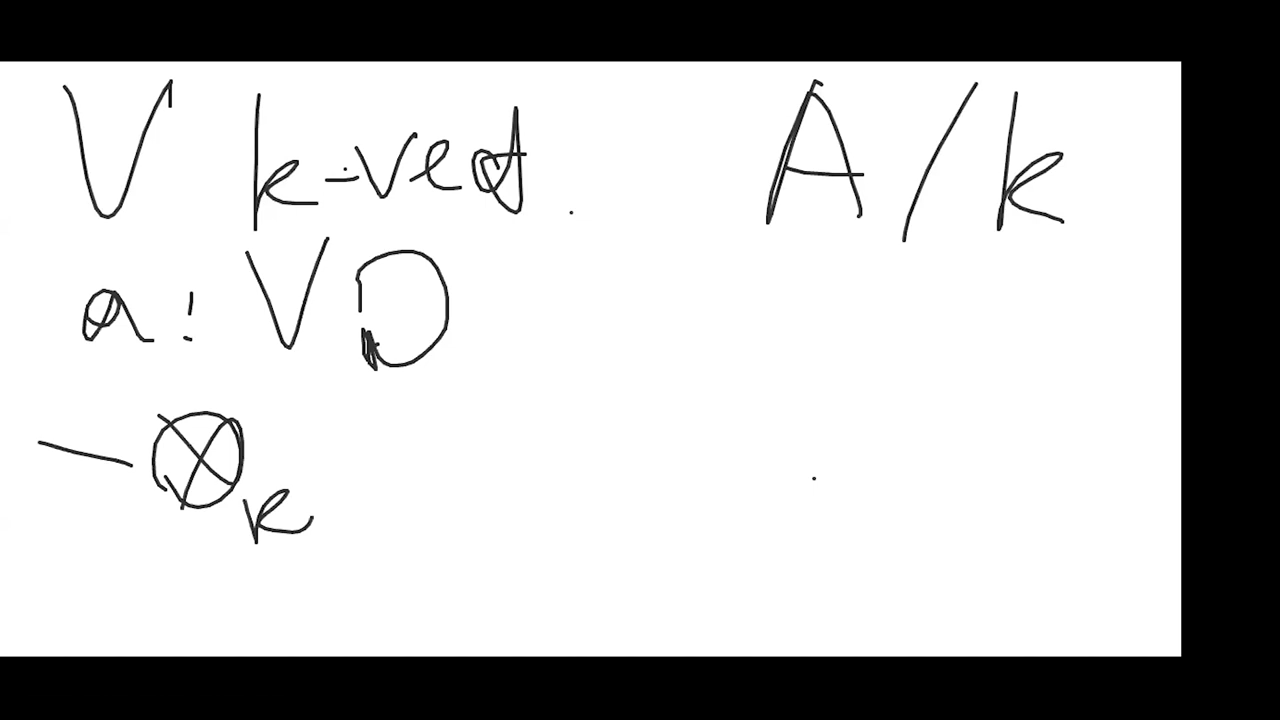 V k-vect. A/k
a: V ⊃
- ⊗ₖ